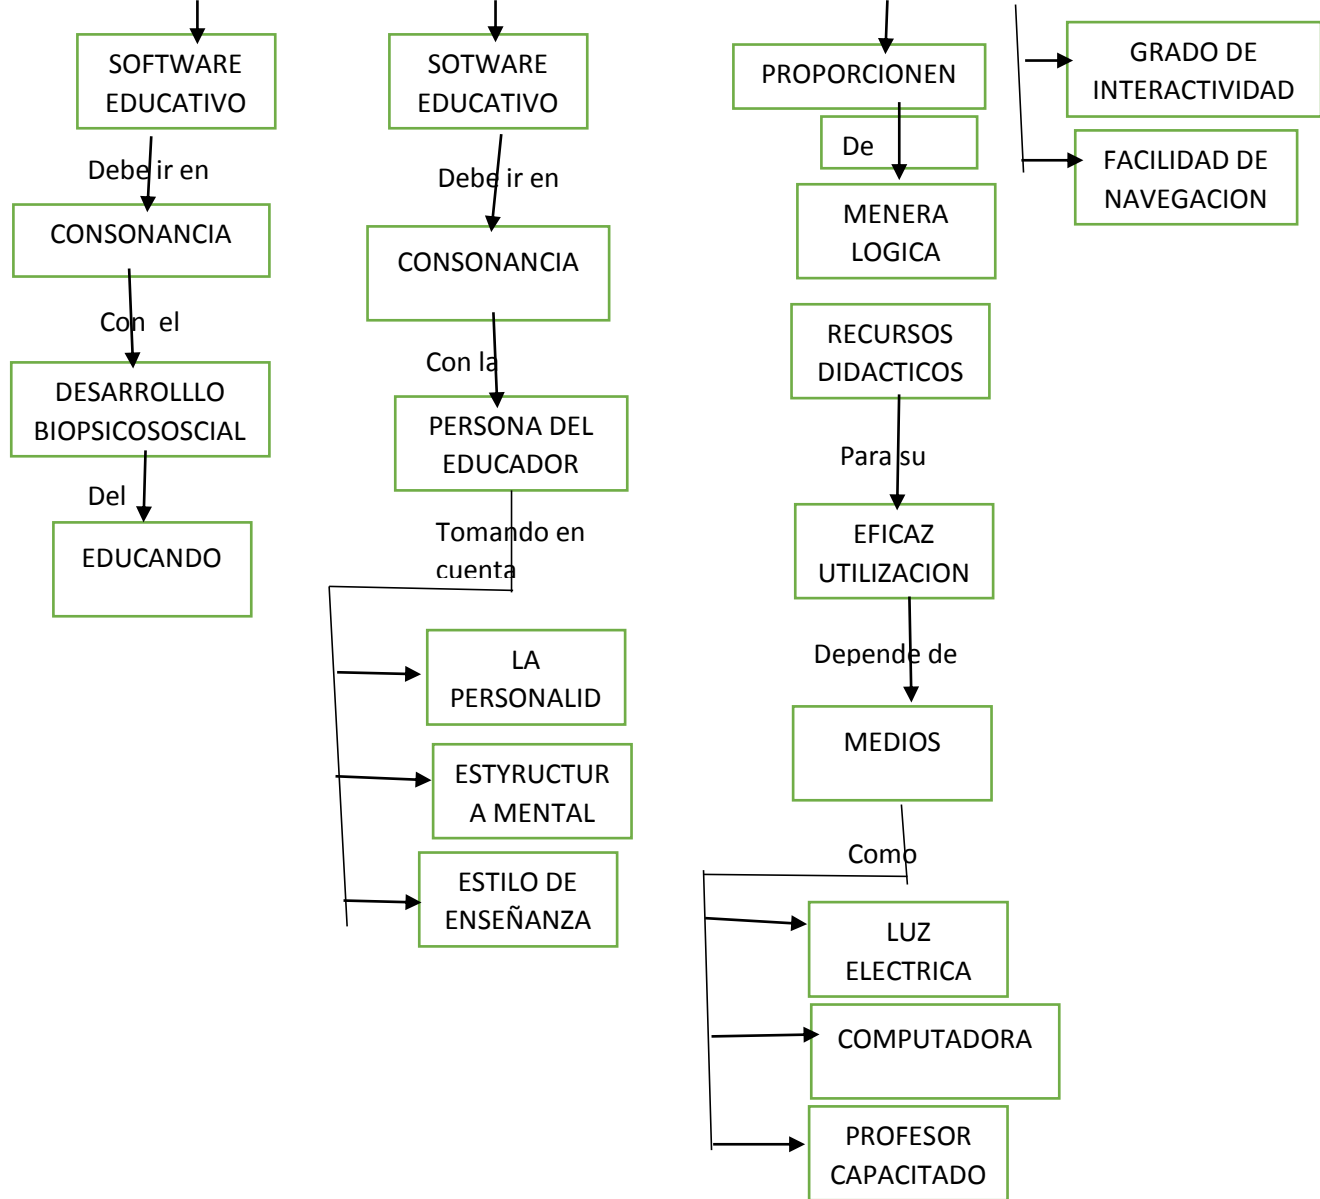 SOFTWARE
EDUCATIVO
Debe ir en
CONSONANCIA
Con el
DESARROLLLO
BIOPSICOSOSCIAL
Del
EDUCANDO
SOTWARE
EDUCATIVO
Debe ir en
CONSONANCIA
Con la
PERSONA DEL
EDUCADOR
Tomando en
cuenta
LA
PERSONALID
ESTYRUCTUR
A MENTAL
ESTILO DE
ENSEÑANZA
PROPORCIONEN
De
MENERA
LOGICA
RECURSOS
DIDACTICOS
Para su
EFICAZ
UTILIZACION
Depende de
MEDIOS
Como
LUZ
ELECTRICA
COMPUTADORA
PROFESOR
CAPACITADO
GRADO DE
INTERACTIVIDAD
FACILIDAD DE
NAVEGACION